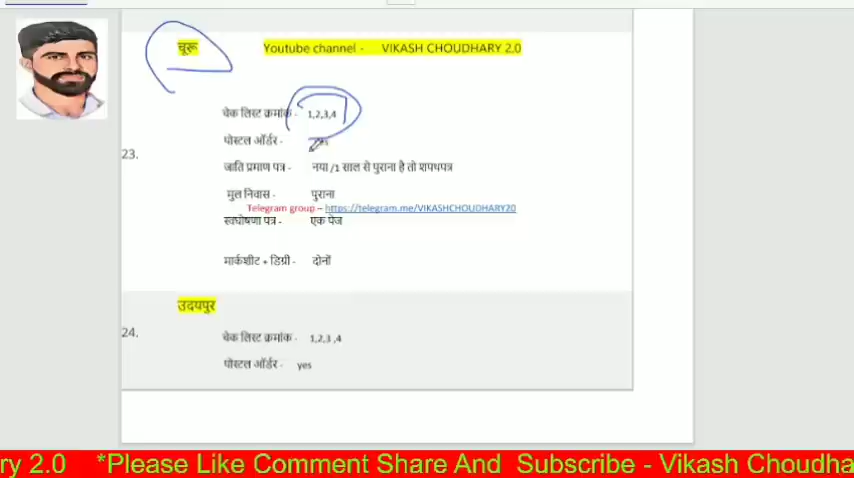 चूरू Youtube channel - VIKASH CHOUDHARY 2.0
चेक लिस्ट क्रमांक - 1,2,3,4
पोस्टल ऑर्डर - yes
23.
जाति प्रमाण पत्र - नया /1 साल से पुराना है तो शपथपत्र
मुल निवास - पुराना
Telegram group – https://telegram.me/VIKASHCHOUDHARY20
स्वघोषणा पत्र - एक पेज
मार्कशीट + डिग्री - दोनों
उदयपुर
24.
चेक लिस्ट क्रमांक - 1,2,3 ,4
पोस्टल ऑर्डर - yes
ry 2.0 *Please Like Comment Share And Subscribe - Vikash Choudha